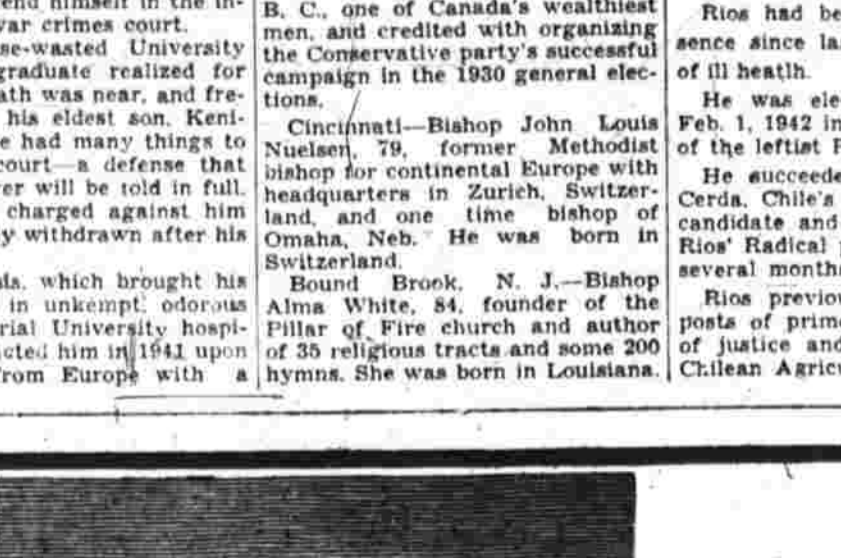 end himself in the in-
war crimes court.
se-wasted University
graduate realized for
ath was near, and fre-
his eldest son, Keni-
e had many things to
court—a defense that
er will be told in full.
charged against him
y withdrawn after his
which brought his
in unkempt, odorous
rial University hospi-
cted him in 1941 upon
from Europe with a
B. C., one of Canada's wealthiest
men, and credited with organizing
the Conservative party's successful
campaign in the 1930 general elec-
tions.
Cincinnati—Bishop John Louis
Nuelsen, 79, former Methodist
bishop for continental Europe with
headquarters in Zurich, Switzer-
land, and one time bishop of
Omaha, Neb. He was born in
Switzerland.
Bound Brook, N. J.—Bishop
Alma White, 84, founder of the
Pillar of Fire church and author
of 35 religious tracts and some 200
hymns. She was born in Louisiana.
Rios had be
sence since la
of ill heatlh.
He was ele
Feb. 1, 1942 in
of the leftist
He succeede
Cerda, Chile's
candidate and
Rios' Radical
several month
Rios previou
posts of prime
of justice and
Chilean Agric